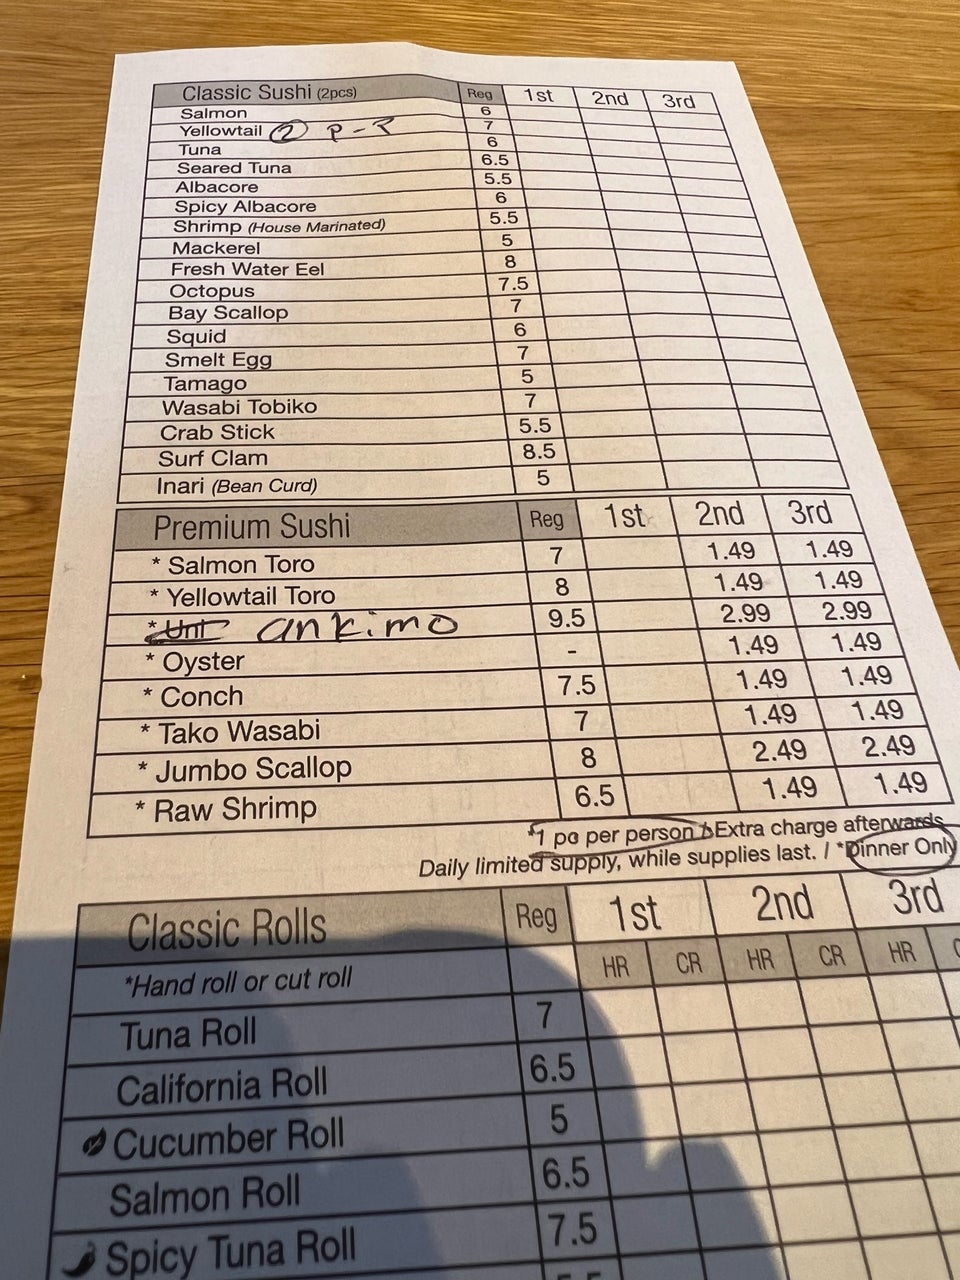 Classic Sushi (2pcs) Reg 1st 2nd 3rd
Salmon 6
Yellowtail ② P-R 7
Tuna 6
Seared Tuna 6.5
Albacore 5.5
Spicy Albacore 6
Shrimp (House Marinated) 5.5
Mackerel 5
Fresh Water Eel 8
Octopus 7.5
Bay Scallop 7
Squid 6
Smelt Egg 7
Tamago 5
Wasabi Tobiko 7
Crab Stick 5.5
Surf Clam 8.5
Inari (Bean Curd) 5
Premium Sushi Reg 1st 2nd 3rd
* Salmon Toro 7 1.49 1.49
* Yellowtail Toro 8 1.49 1.49
* Uni ankimo 9.5 2.99 2.99
* Oyster - 1.49 1.49
* Conch 7.5 1.49 1.49
* Tako Wasabi 7 1.49 1.49
* Jumbo Scallop 8 2.49 2.49
* Raw Shrimp 6.5 1.49 1.49
*1 pc per person Extra charge afterwards
Daily limited supply, while supplies last. / *Dinner Only
Classic Rolls Reg 1st 2nd 3rd
*Hand roll or cut roll HR CR HR CR HR
Tuna Roll 7
California Roll 6.5
Cucumber Roll 5
Salmon Roll 6.5
Spicy Tuna Roll 7.5